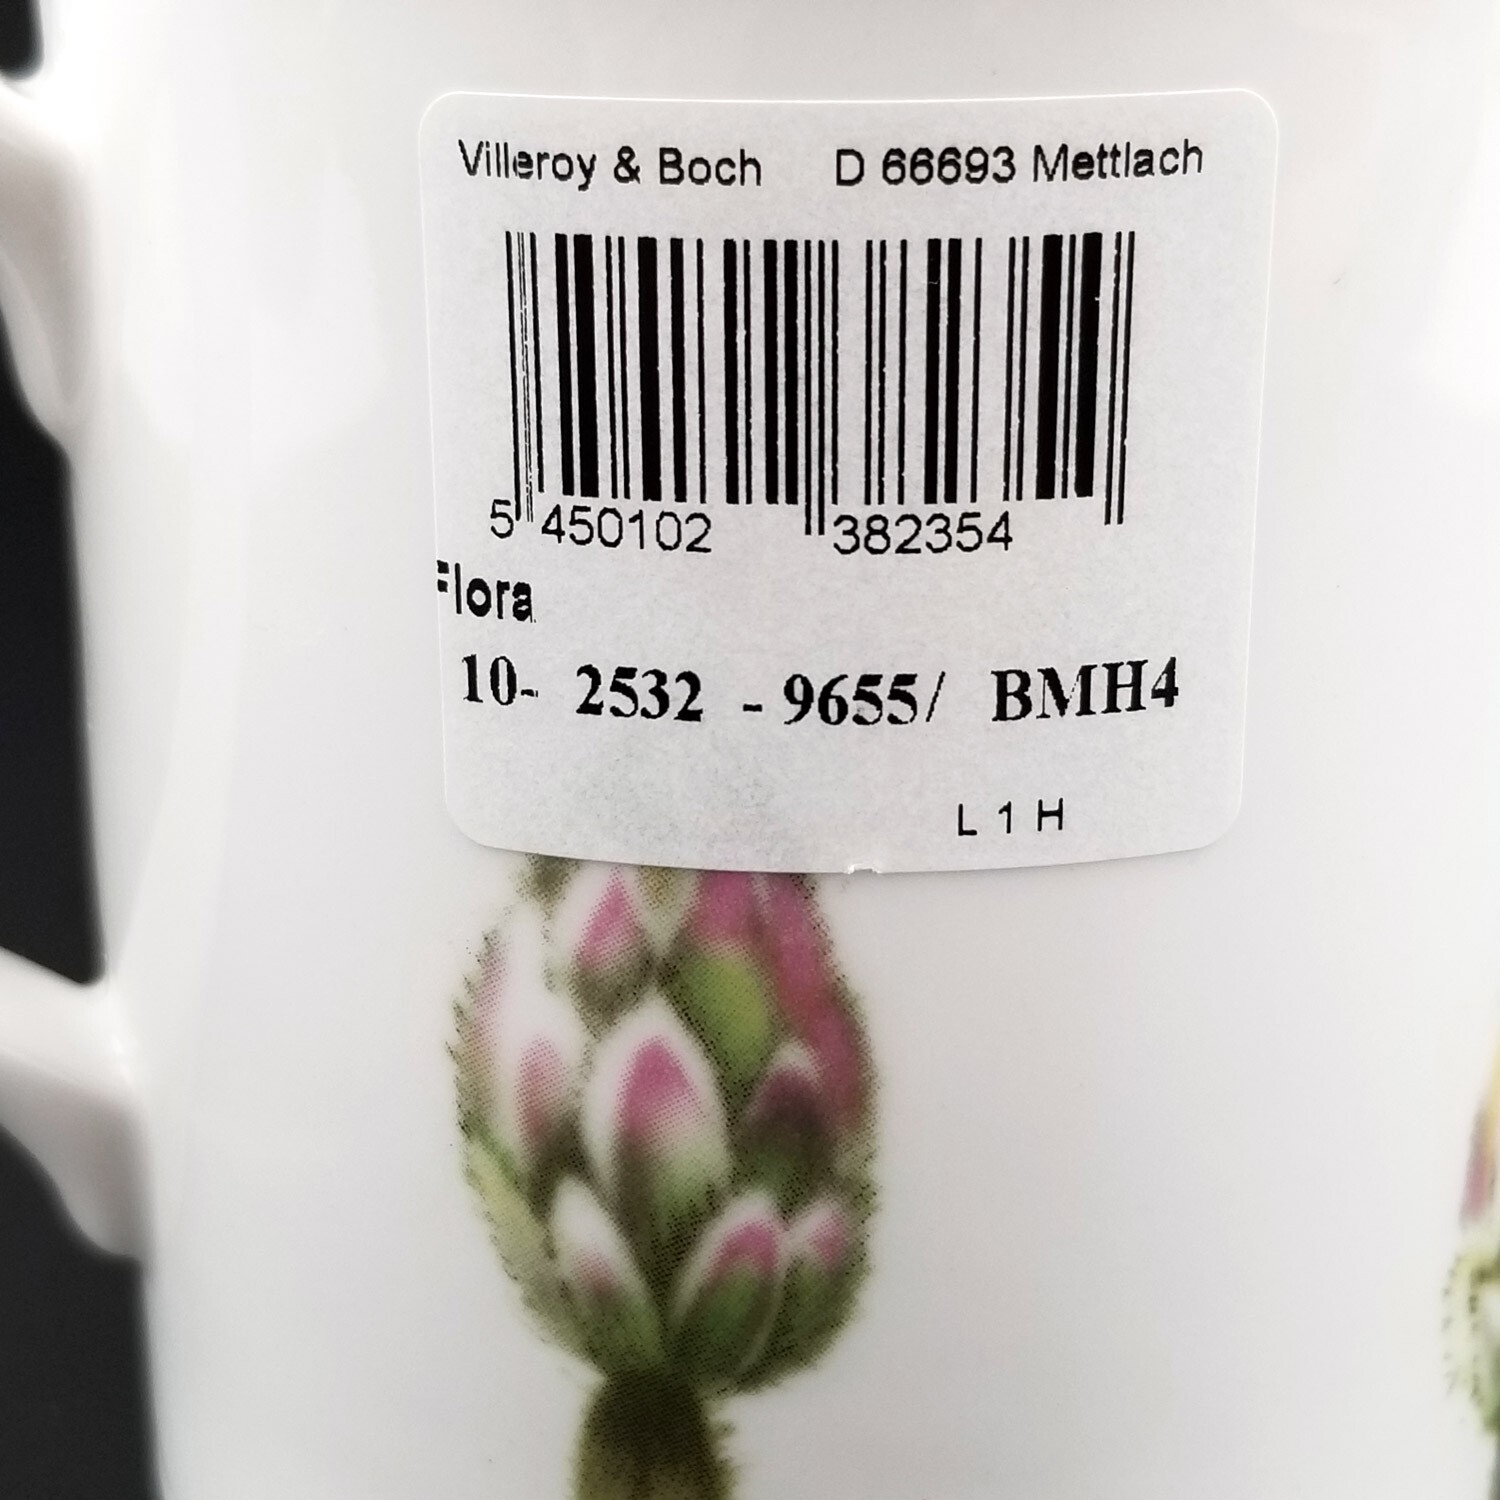 Villeroy & Boch D 66693 Mettlach
5 450102 382354
Flora
10- 2532 - 9655/ BMH4
L 1 H